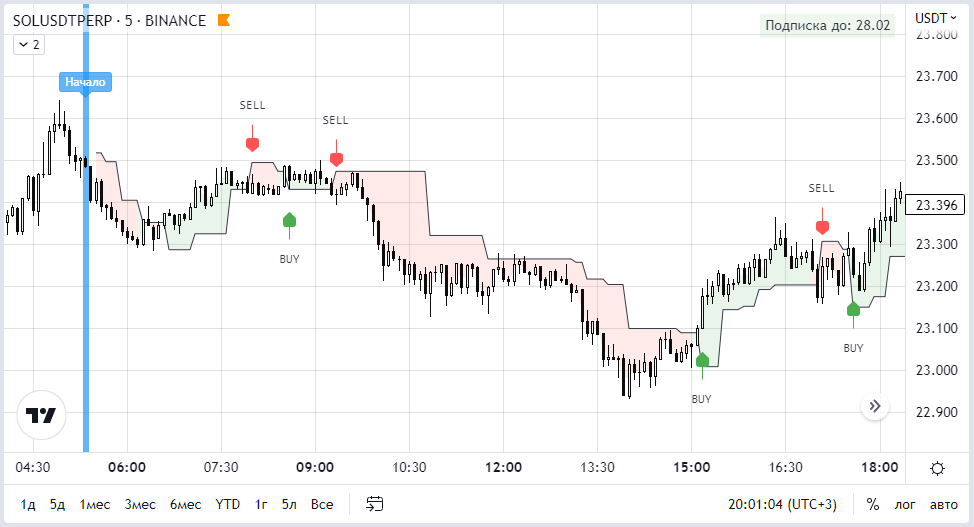 SOLUSDTPERP · 5 · BINANCE
Подписка до: 28.02
USDT
2
23.800
23.700
Начало
SELL
SELL
23.600
23.500
SELL
23.396
BUY
23.300
23.200
23.100
BUY
BUY
23.000
22.900
04:30 06:00 07:30 09:00 10:30 12:00 13:30 15:00 16:30 18:00
1д 5д 1мес 3мес 6мес YTD 1г 5л Все 20:01:04 (UTC+3) % лог авто